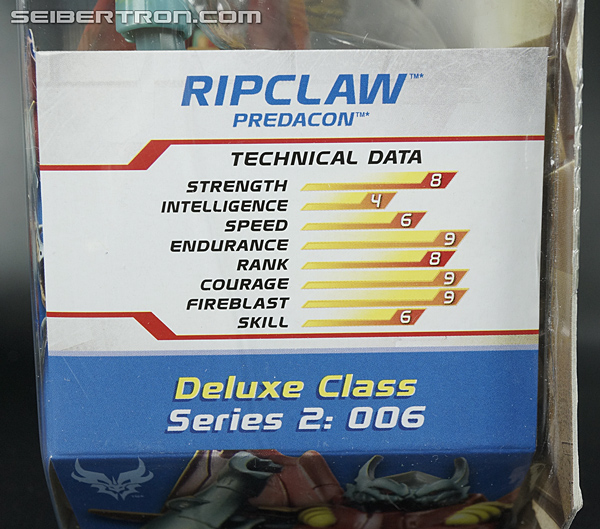 SEIBERTRON.COM
RIPCLAW™*
PREDACON™*
TECHNICAL DATA
STRENGTH 8
INTELLIGENCE 4
SPEED 6
ENDURANCE 9
RANK 8
COURAGE 9
FIREBLAST 9
SKILL 6
Deluxe Class
Series 2: 006